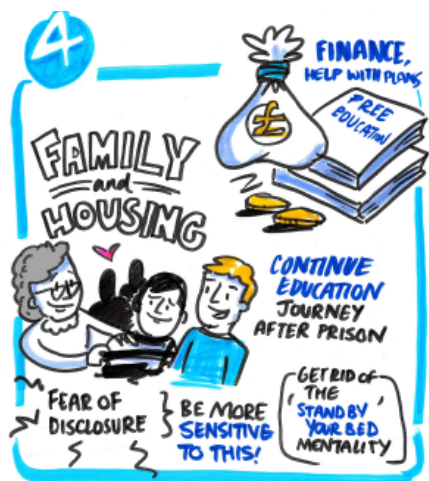 4
FINANCE,
HELP WITH PLANS
£
FREE
EDUCATION
FAMILY
and
HOUSING
CONTINUE
EDUCATION
JOURNEY
AFTER PRISON
FEAR OF
DISCLOSURE
BE MORE
SENSITIVE
TO THIS!
GET RID OF
THE
'STAND BY
YOUR BED'
MENTALITY